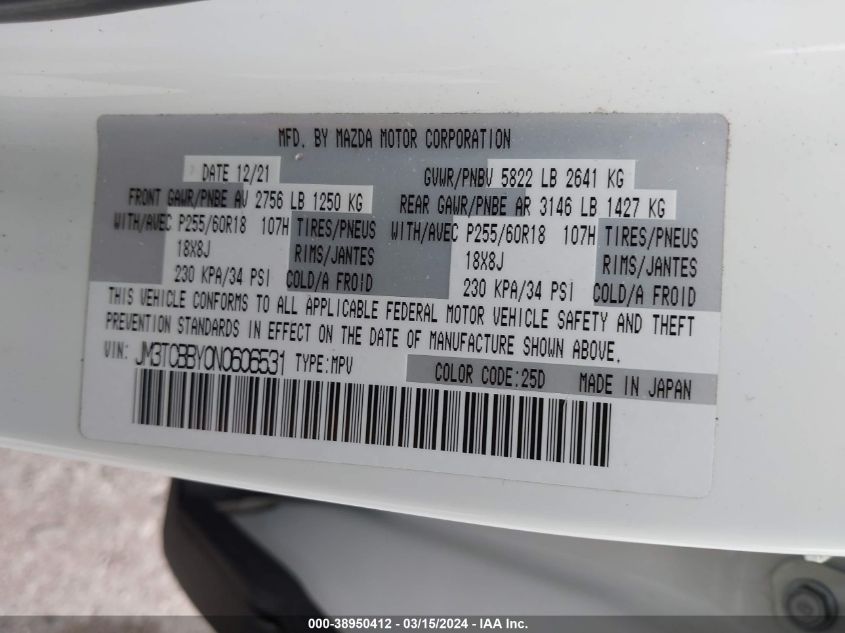 MFD. BY MAZDA MOTOR CORPORATION
DATE 12/21 GVWR/PNBV 5822 LB 2641 KG
FRONT GAWR/PNBE AV 2756 LB 1250 KG REAR GAWR/PNBE AR 3146 LB 1427 KG
WITH/AVEC P255/60R18 107H TIRES/PNEUS WITH/AVEC P255/60R18 107H TIRES/PNEUS
18X8J RIMS/JANTES 18X8J RIMS/JANTES
230 KPA/34 PSI COLD/A FROID 230 KPA/34 PSI COLD/A FROID
THIS VEHICLE CONFORMS TO ALL APPLICABLE FEDERAL MOTOR VEHICLE SAFETY AND THEFT
PREVENTION STANDARDS IN EFFECT ON THE DATE OF MANUFACTURE SHOWN ABOVE.
VIN: JM3TCBBY0N0606531 TYPE:MPV COLOR CODE:25D MADE IN JAPAN
000-38950412 - 03/15/2024 - IAA Inc.